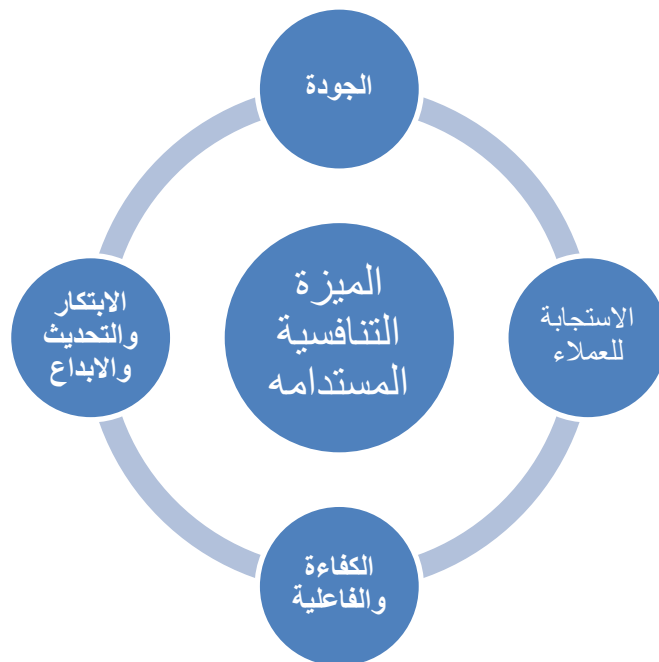 الجودة
الميزة
التنافسية
المستدامه
الاستجابة
للعملاء
الابتكار
والتحديث
والابداع
الكفاءة
والفاعلية